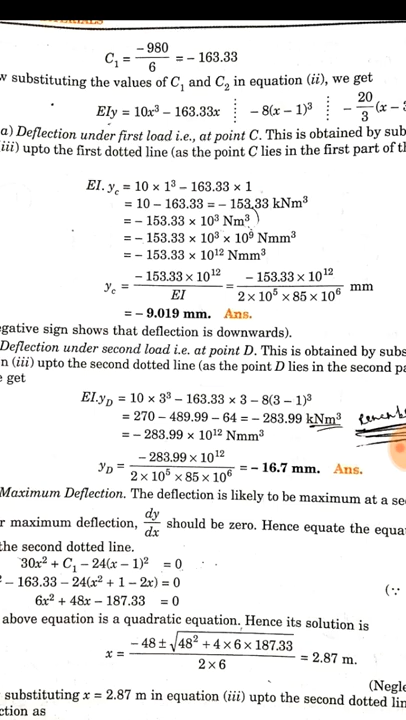 C₁ = -980/6 = – 163.33
w substituting the values of C₁ and C₂ in equation (ii), we get
EIy = 10x³ – 163.33x ⋮ – 8(x – 1)³ ⋮ – 20/3 (x – 3
a) Deflection under first load i.e., at point C. This is obtained by sub
iii) upto the first dotted line (as the point C lies in the first part of th
EI.y_c = 10 × 1³ – 163.33 × 1
= 10 – 163.33 = – 153.33 kNm³
= – 153.33 × 10³ Nm³
= – 153.33 × 10³ × 10⁹ Nmm³
= – 153.33 × 10¹² Nmm³
y_c = – 153.33 × 10¹²/EI = – 153.33 × 10¹²/2 × 10⁵ × 85 × 10⁶ mm
= – 9.019 mm. Ans.
egative sign shows that deflection is downwards).
Deflection under second load i.e. at point D. This is obtained by subs
n (iii) upto the second dotted line (as the point D lies in the second pa
e get
EI.y_D = 10 × 3³ – 163.33 × 3 – 8(3 – 1)³
= 270 – 489.99 – 64 = – 283.99 kNm³
= – 283.99 × 10¹² Nmm³
y_D = – 283.99 × 10¹²/2 × 10⁵ × 85 × 10⁶ = – 16.7 mm. Ans.
Maximum Deflection. The deflection is likely to be maximum at a se
r maximum deflection, dy/dx should be zero. Hence equate the equa
the second dotted line.
30x² + C₁ – 24(x – 1)² = 0
² – 163.33 – 24(x² + 1 – 2x) = 0 (∵
6x² + 48x – 187.33 = 0
above equation is a quadratic equation. Hence its solution is
x = – 48 ± √48² + 4 × 6 × 187.33/2 × 6 = 2.87 m.
(Negle
substituting x = 2.87 m in equation (iii) upto the second dotted lin
ction as